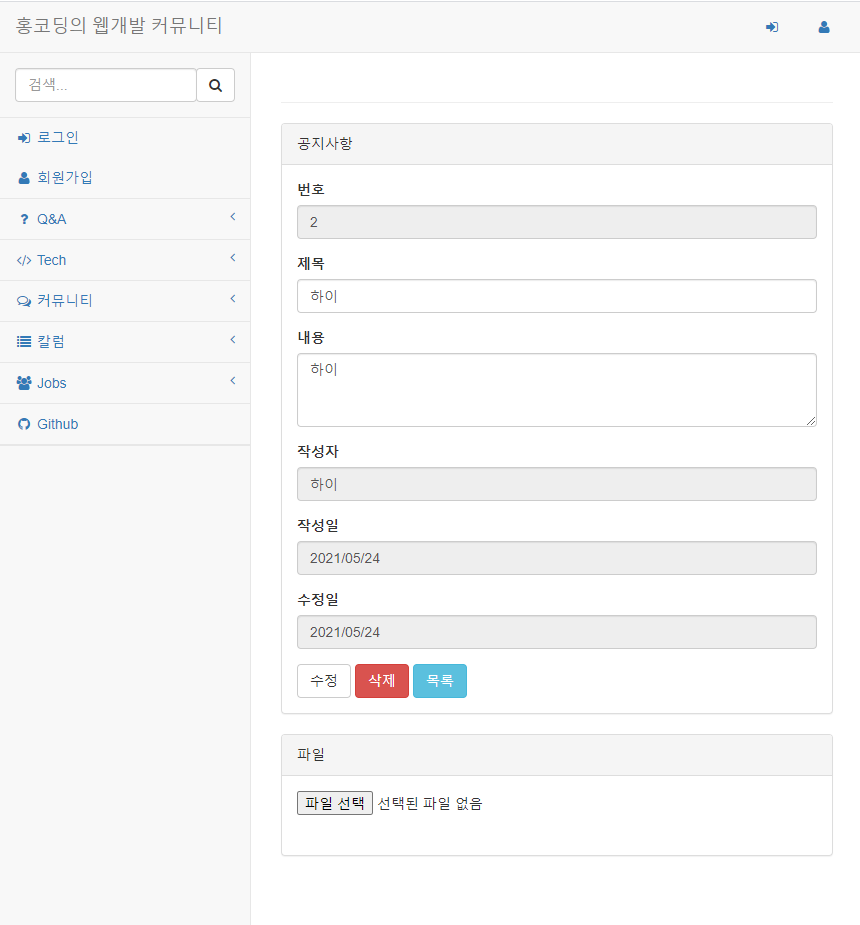 홍코딩의 웹개발 커뮤니티
검색...
로그인
회원가입
Q&A
Tech
커뮤니티
칼럼
Jobs
Github
공지사항
번호
2
제목
하이
내용
하이
작성자
하이
작성일
2021/05/24
수정일
2021/05/24
수정 삭제 목록
파일
파일 선택 선택된 파일 없음